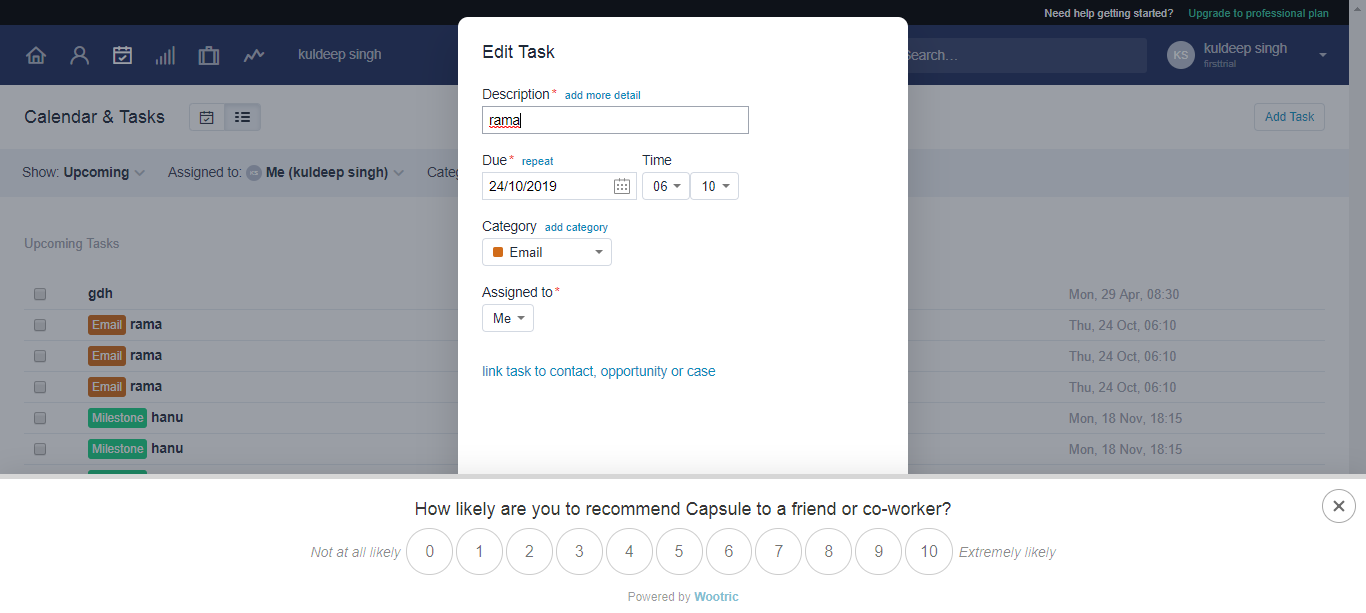 Need help getting started? Upgrade to professional plan
kuldeep singh
Search...
KS
kuldeep singh
firsttrial
Calendar & Tasks
Add Task
Show: Upcoming
Assigned to: KS Me (kuldeep singh)
Upcoming Tasks
gdh Mon, 29 Apr, 08:30
Email rama Thu, 24 Oct, 06:10
Email rama Thu, 24 Oct, 06:10
Email rama Thu, 24 Oct, 06:10
Milestone hanu Mon, 18 Nov, 18:15
Milestone hanu Mon, 18 Nov, 18:15
Edit Task
Description* add more detail
rama
Due* repeat Time
24/10/2019 06 10
Category add category
Email
Assigned to*
Me
link task to contact, opportunity or case
How likely are you to recommend Capsule to a friend or co-worker?
Not at all likely 0 1 2 3 4 5 6 7 8 9 10 Extremely likely
Powered by Wootric